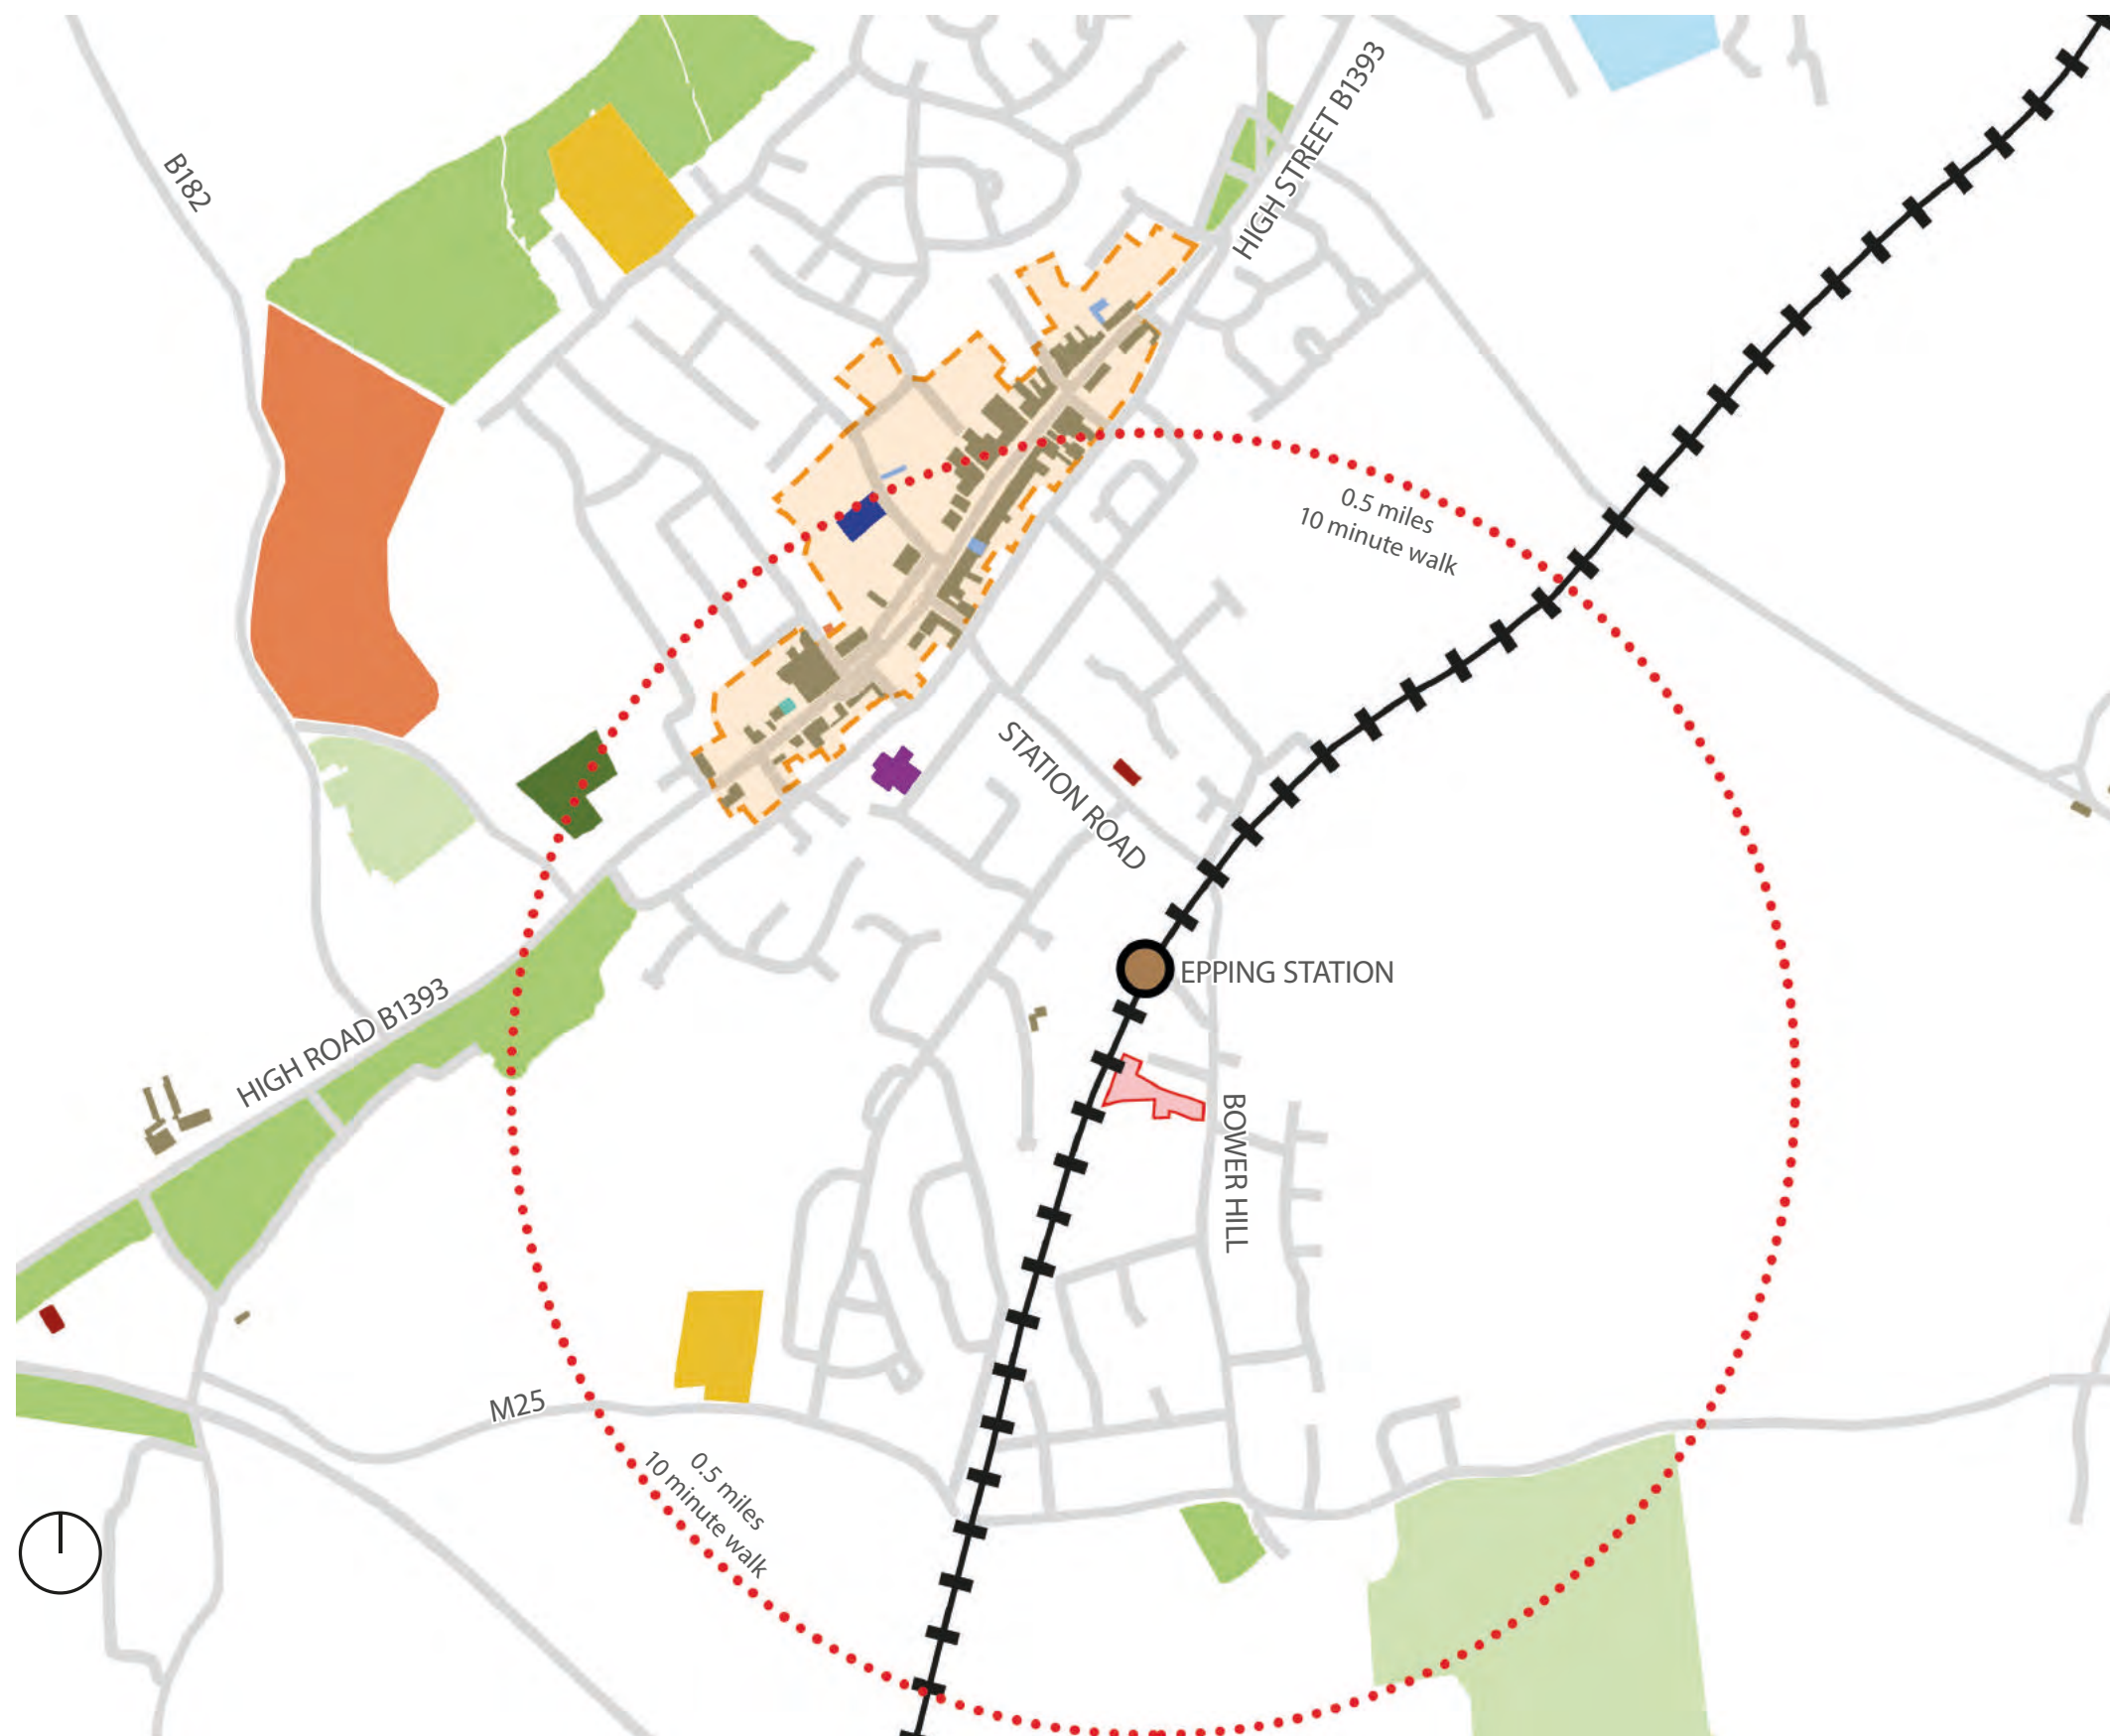 HIGH STREET B1393
B182
0.5 miles
10 minute walk
STATION ROAD
EPPING STATION
HIGH ROAD B1393
BOWER HILL
M25
0.5 miles
10 minute walk